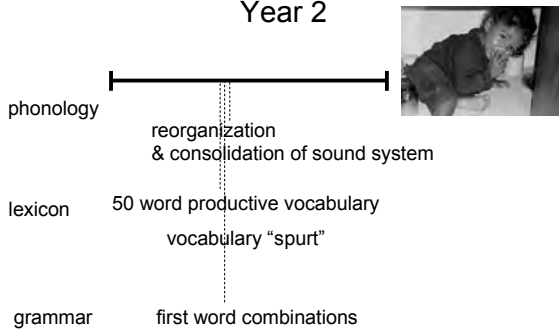 Year 2
phonology
reorganization
& consolidation of sound system
lexicon
50 word productive vocabulary
vocabulary “spurt”
grammar first word combinations